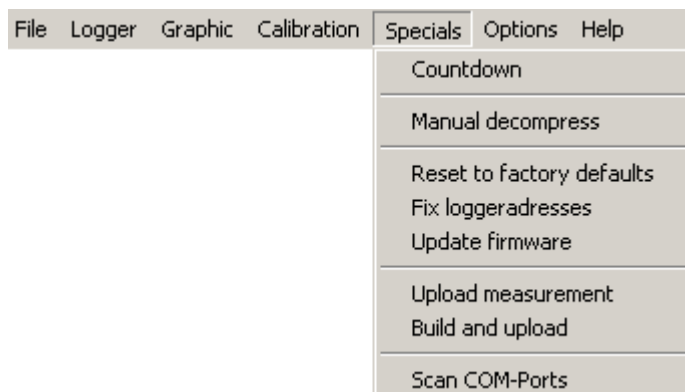 File Logger Graphic Calibration Specials Options Help
Countdown
Manual decompress
Reset to factory defaults
Fix loggeradresses
Update firmware
Upload measurement
Build and upload
Scan COM-Ports